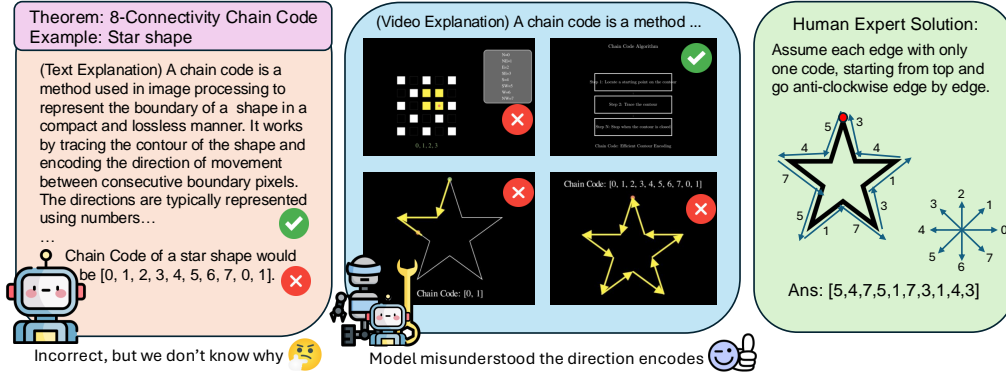 Theorem: 8-Connectivity Chain Code
Example: Star shape
(Text Explanation) A chain code is a
method used in image processing to
represent the boundary of a shape in a
compact and lossless manner. It works
by tracing the contour of the shape and
encoding the direction of movement
between consecutive boundary pixels.
The directions are typically represented
using numbers…
…
Chain Code of a star shape would
be [0, 1, 2, 3, 4, 5, 6, 7, 0, 1].
Incorrect, but we don't know why
(Video Explanation) A chain code is a method ...
0, 1, 2, 3
Chain Code Algorithm
Step 1: Locate a starting point on the contour
Step 2: Trace the contour
Chain Code: Efficient Contour Encoding
Chain Code: [0, 1]
Chain Code: [0, 1, 2, 3, 4, 5, 6, 7, 0, 1]
Model misunderstood the direction encodes
Human Expert Solution:
Assume each edge with only
one code, starting from top and
go anti-clockwise edge by edge.
5 3
4 4
7 1
5 1 7
2
3 1
4 0
5 7
6
Ans: [5,4,7,5,1,7,3,1,4,3]